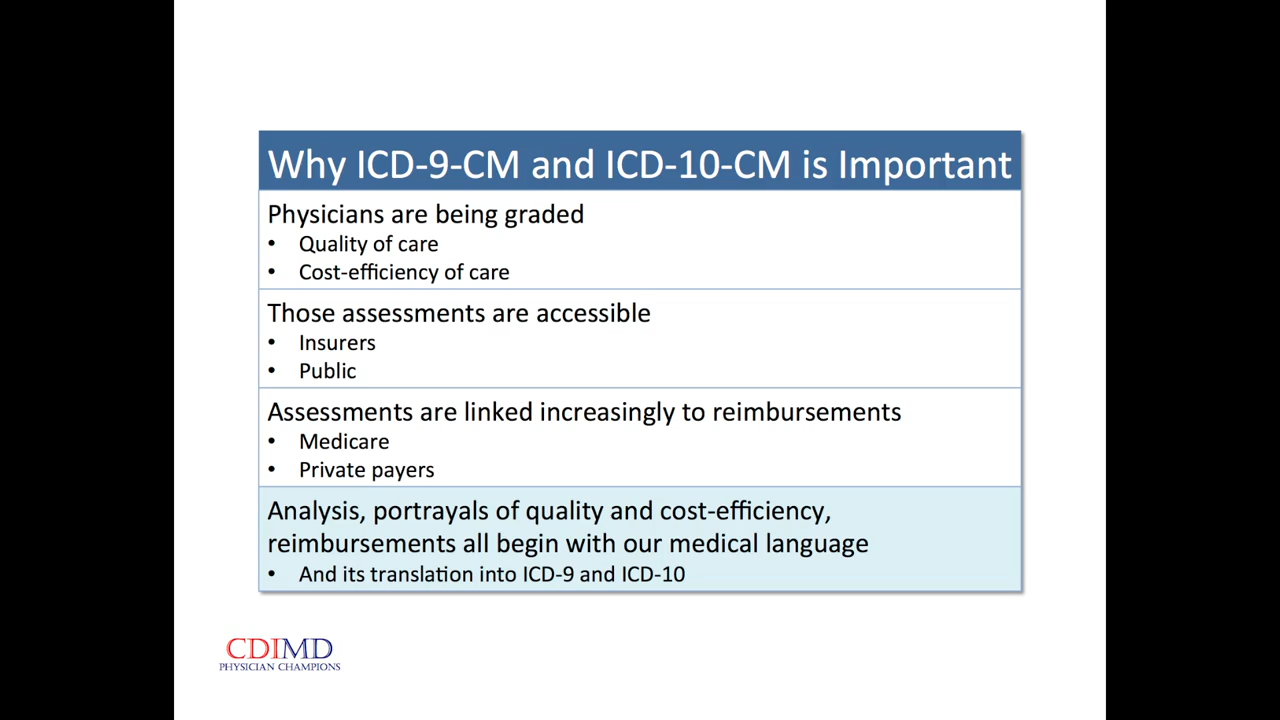 Why ICD-9-CM and ICD-10-CM is Important
Physicians are being graded
• Quality of care
• Cost-efficiency of care
Those assessments are accessible
• Insurers
• Public
Assessments are linked increasingly to reimbursements
• Medicare
• Private payers
Analysis, portrayals of quality and cost-efficiency,
reimbursements all begin with our medical language
• And its translation into ICD-9 and ICD-10
CDIMD
PHYSICIAN CHAMPIONS